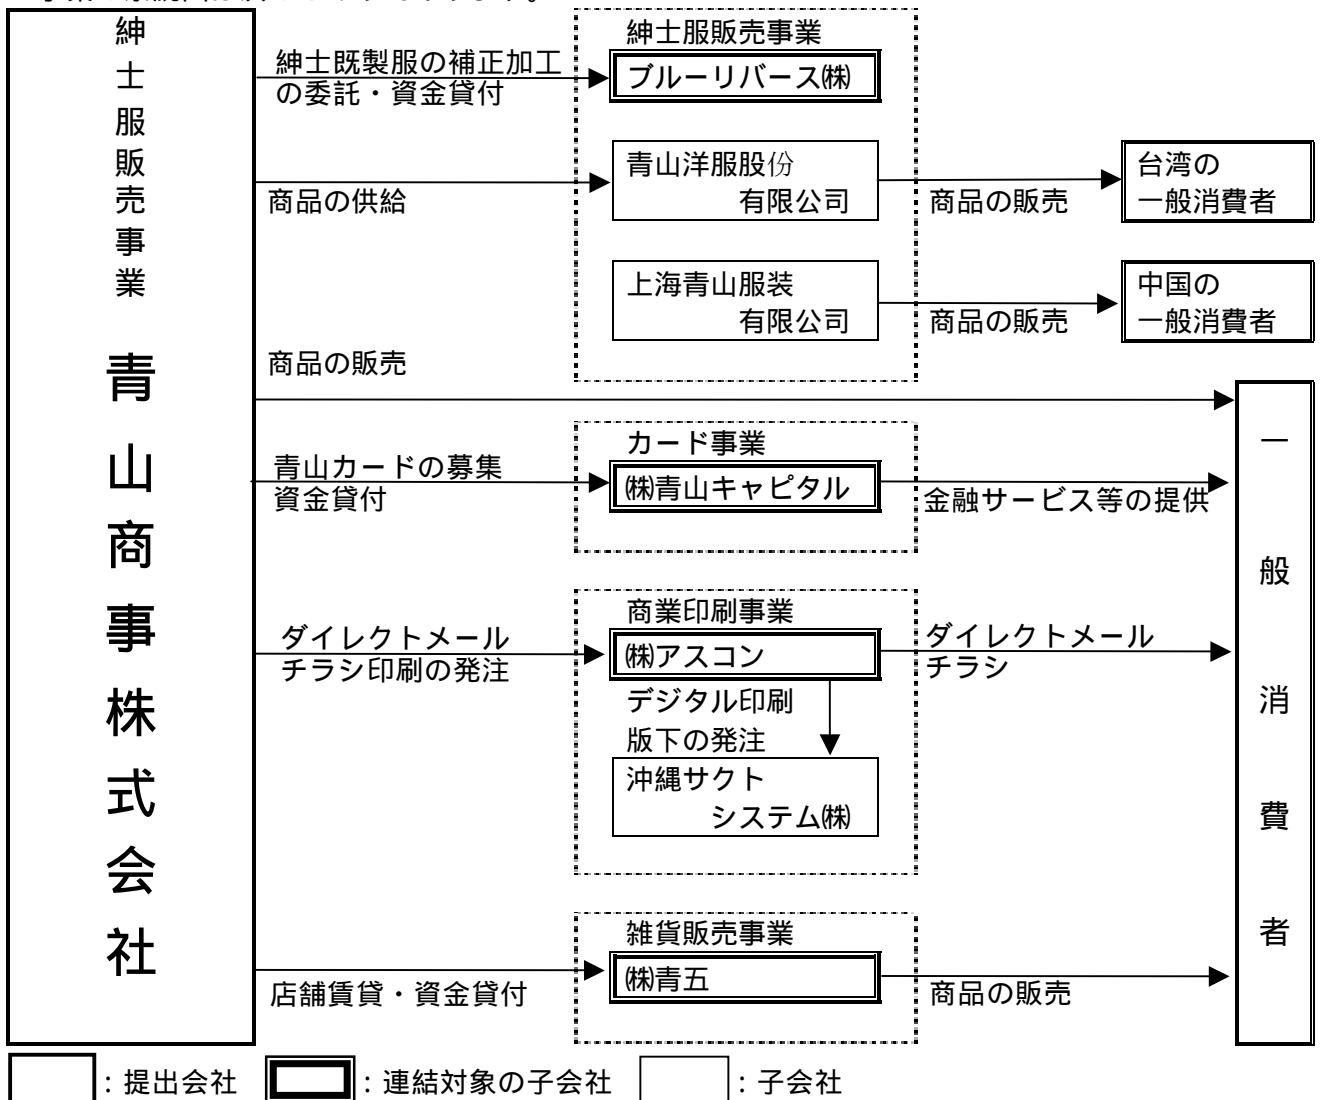 紳士服販売事業
青山商事株式会社
紳士既製服の補正加工
の委託・資金貸付
紳士服販売事業
ブルーリバース㈱
商品の供給
青山洋服股份
有限公司
商品の販売
台湾の
一般消費者
上海青山服装
有限公司
商品の販売
中国の
一般消費者
商品の販売
一般消費者
青山カードの募集
資金貸付
カード事業
㈱青山キャピタル
金融サービス等の提供
ダイレクトメール
チラシ印刷の発注
商業印刷事業
㈱アスコン
ダイレクトメール
チラシ
デジタル印刷
版下の発注
沖縄サクト
システム㈱
店舗賃貸・資金貸付
雑貨販売事業
㈱青五
商品の販売
：提出会社
：連結対象の子会社
：子会社